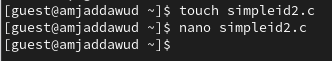 [guest@amjaddawud ~]$ touch simpleid2.c
[guest@amjaddawud ~]$ nano simpleid2.c
[guest@amjaddawud ~]$